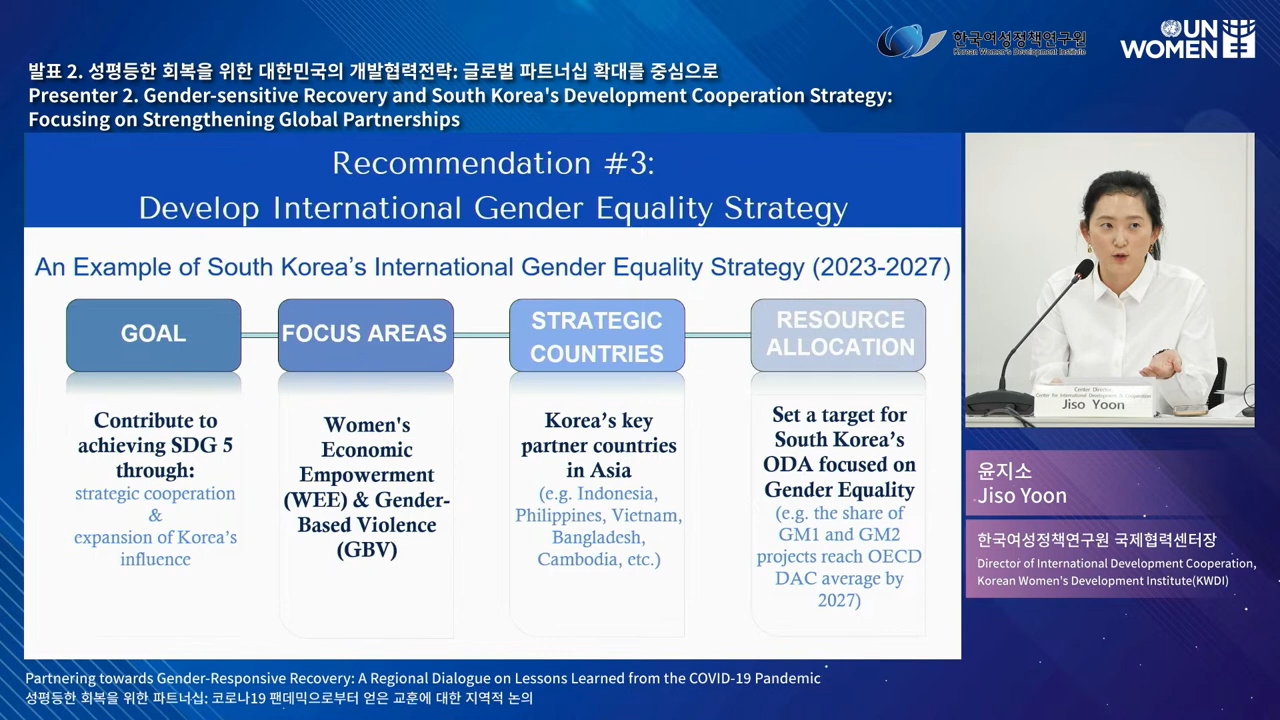 한국여성정책연구원
Korean Women's Development Institute
UN
WOMEN
발표 2. 성평등한 회복을 위한 대한민국의 개발협력전략: 글로벌 파트너십 확대를 중심으로
Presenter 2. Gender-sensitive Recovery and South Korea's Development Cooperation Strategy:
Focusing on Strengthening Global Partnerships
Recommendation #3:
Develop International Gender Equality Strategy
An Example of South Korea's International Gender Equality Strategy (2023-2027)
GOAL
Contribute to
achieving SDG 5
through:
strategic cooperation
&
expansion of Korea's
influence
FOCUS AREAS
Women's
Economic
Empowerment
(WEE) & Gender-
Based Violence
(GBV)
STRATEGIC
COUNTRIES
Korea's key
partner countries
in Asia
(e.g. Indonesia,
Philippines, Vietnam,
Bangladesh,
Cambodia, etc.)
RESOURCE
ALLOCATION
Set a target for
South Korea's
ODA focused on
Gender Equality
(e.g. the share of
GM1 and GM2
projects reach OECD
DAC average by
2027)
Center Director,
Center for International Development & Cooperation
Jiso Yoon
윤지소
Jiso Yoon
한국여성정책연구원 국제협력센터장
Director of International Development Cooperation,
Korean Women's Development Institute(KWDI)
Partnering towards Gender-Responsive Recovery: A Regional Dialogue on Lessons Learned from the COVID-19 Pandemic
성평등한 회복을 위한 파트너십: 코로나19 팬데믹으로부터 얻은 교훈에 대한 지역적 논의